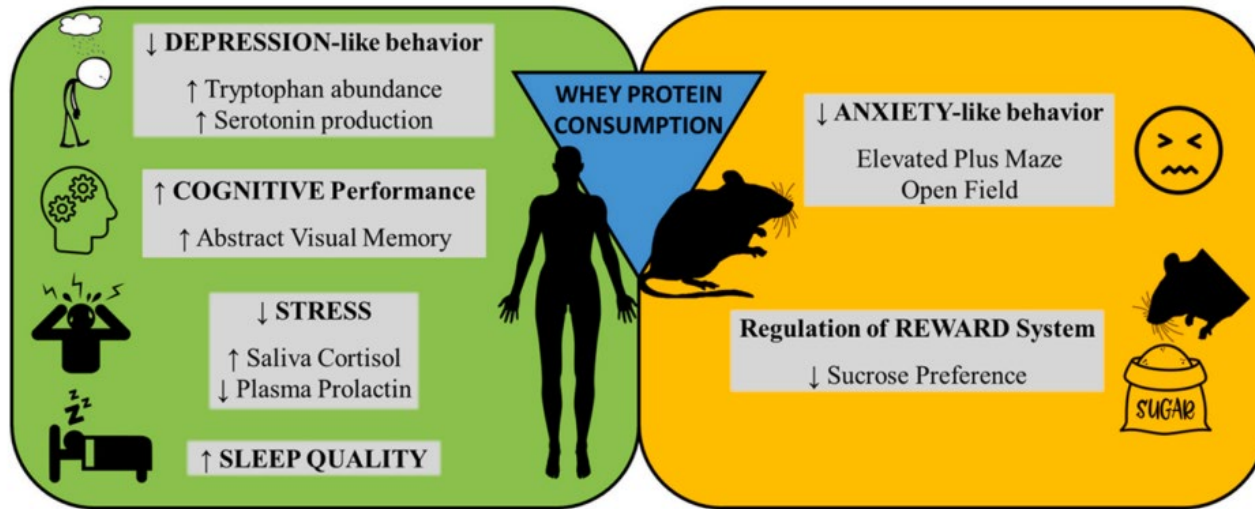 ↓ DEPRESSION-like behavior
↑ Tryptophan abundance
↑ Serotonin production
↑ COGNITIVE Performance
↑ Abstract Visual Memory
↓ STRESS
↑ Saliva Cortisol
↓ Plasma Prolactin
z z z
↑ SLEEP QUALITY
WHEY PROTEIN
CONSUMPTION
↓ ANXIETY-like behavior
Elevated Plus Maze
Open Field
Regulation of REWARD System
↓ Sucrose Preference
SUGAR